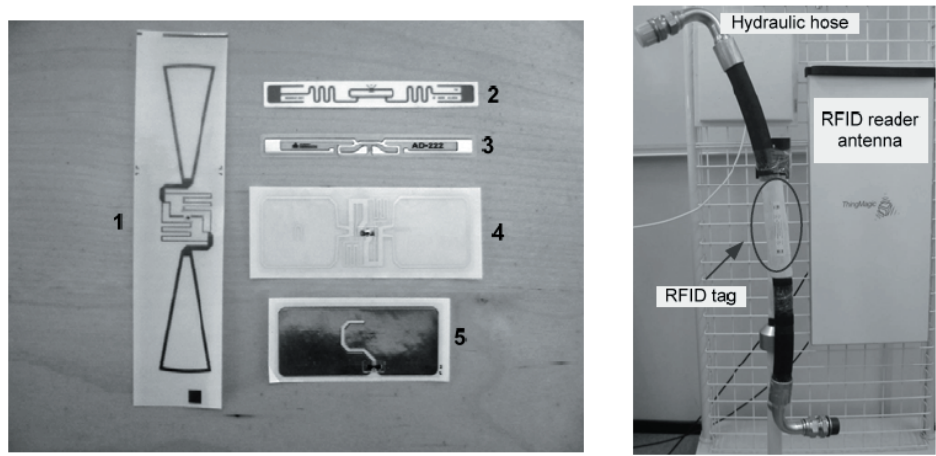 1
2
3
AD-222
4
5
Hydraulic hose
RFID reader
antenna
ThingMagic
RFID tag